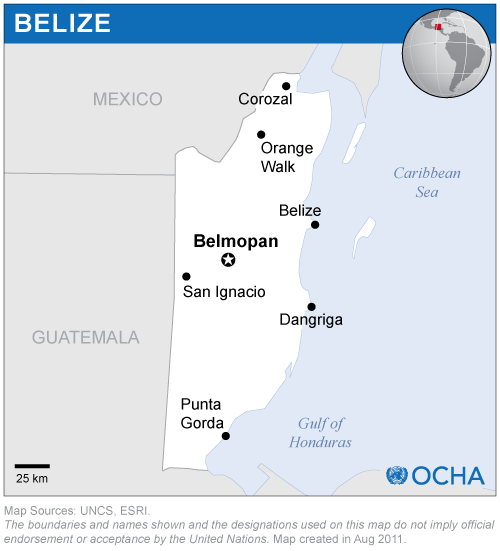 BELIZE
MEXICO
Corozal
Orange
Walk
Caribbean
Sea
Belize
Belmopan
San Ignacio
Dangriga
GUATEMALA
Punta
Gorda
Gulf of
Honduras
25 km
OCHA
Map Sources: UNCS, ESRI.
The boundaries and names shown and the designations used on this map do not imply official
endorsement or acceptance by the United Nations. Map created in Aug 2011.